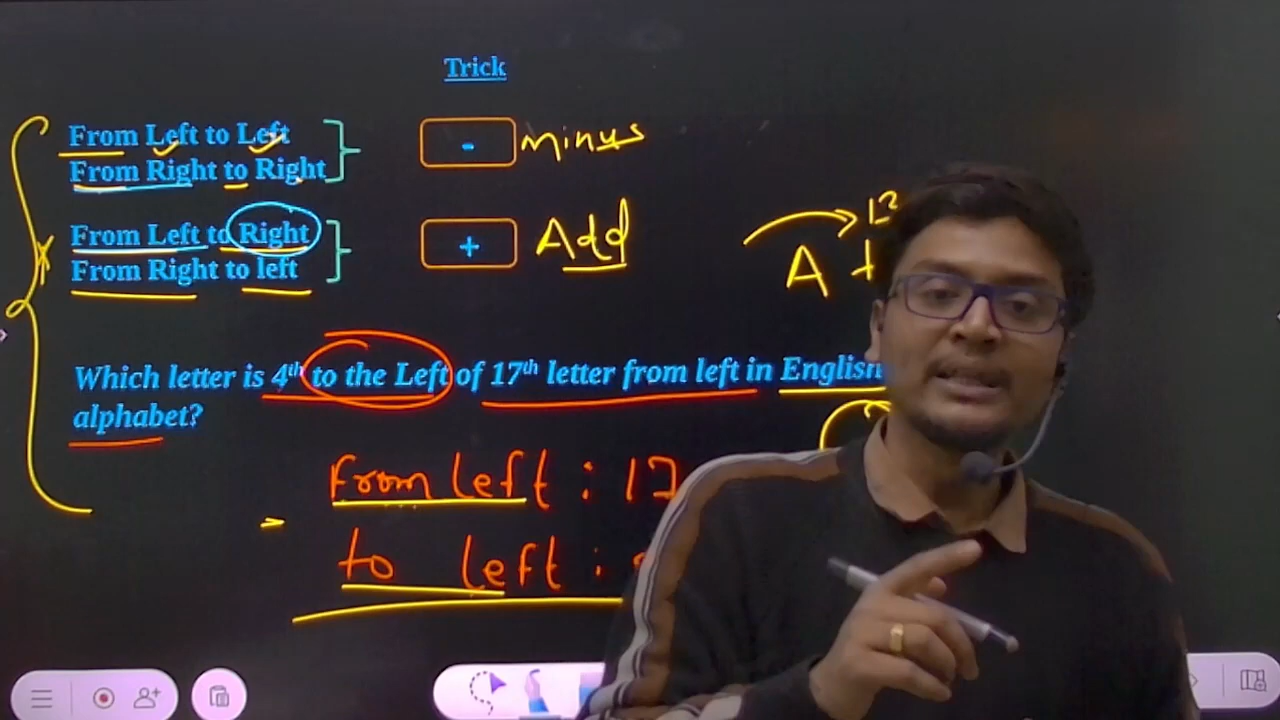 Trick
From Left to Left
From Right to Right
- minus
From Left to Right
From Right to left
+ Add
A
Which letter is 4th to the Left of 17th letter from left in English
alphabet?
From left : 17
to left :